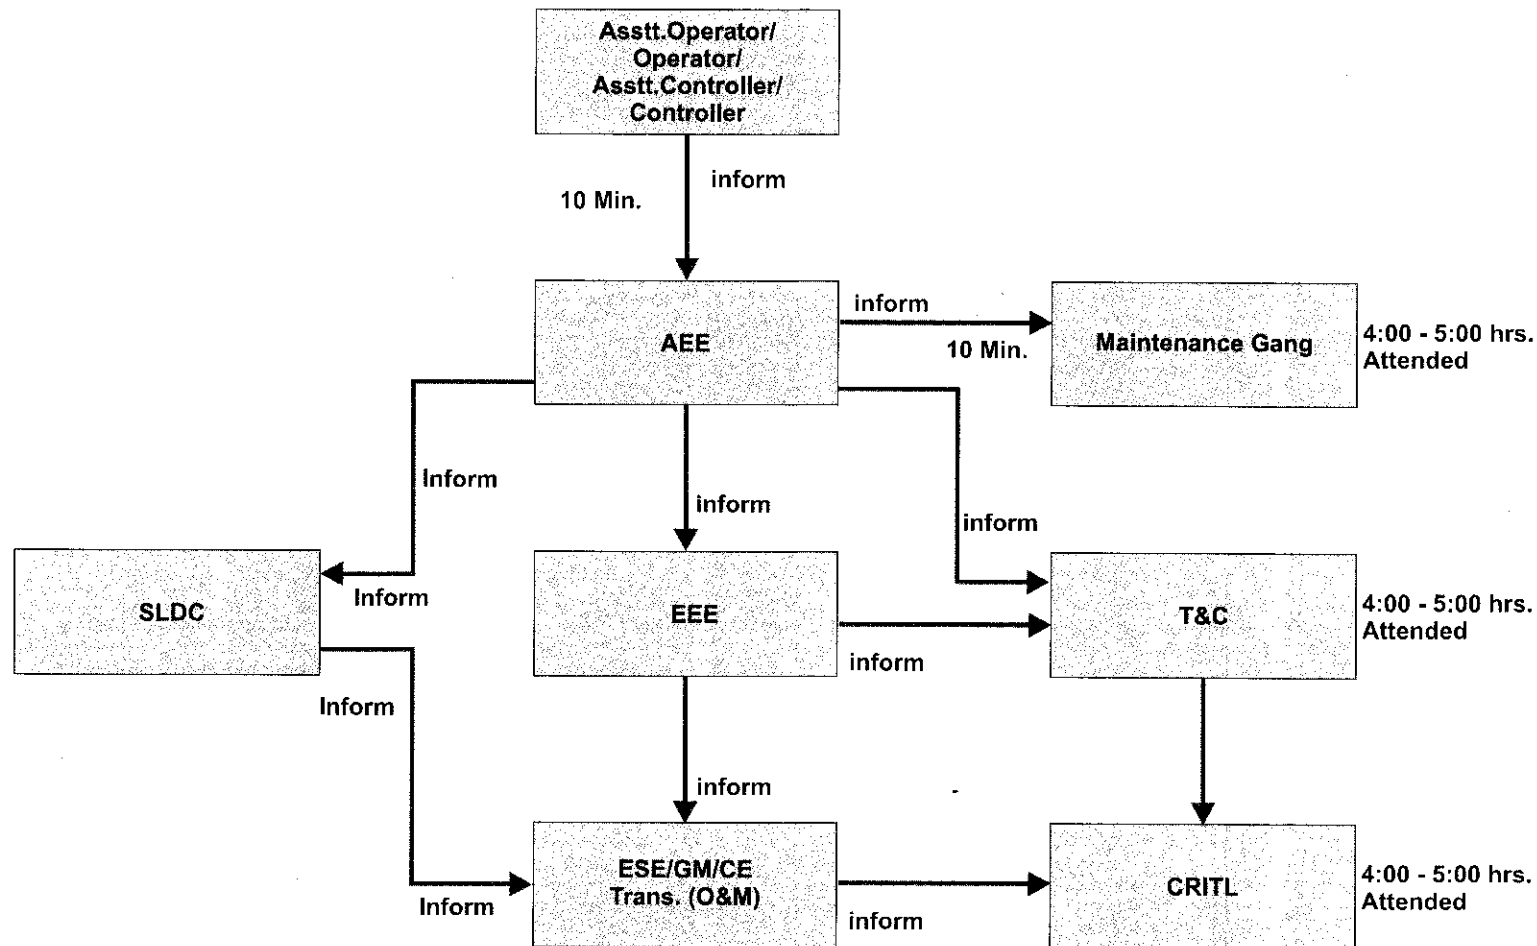 Asstt.Operator/
Operator/
Asstt.Controller/
Controller
inform
10 Min.
inform
AEE
10 Min.
Maintenance Gang
4:00 - 5:00 hrs.
Attended
Inform
inform
inform
SLDC
Inform
EEE
inform
T&C
4:00 - 5:00 hrs.
Attended
Inform
inform
ESE/GM/CE
Trans. (O&M)
Inform
inform
CRITL
4:00 - 5:00 hrs.
Attended